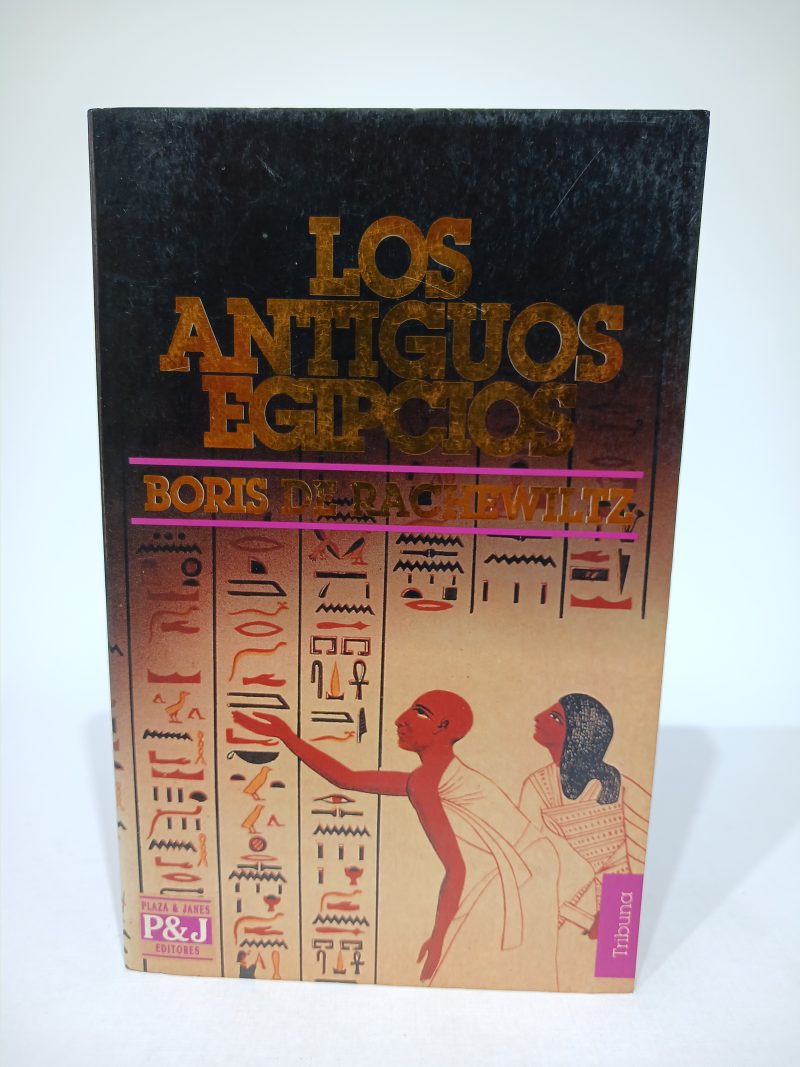 LOS
ANTIGUOS
EGIPCIOS
BORIS DE RACHEWILTZ
PLAZA & JANES
P&J
EDITORES
Tribuna